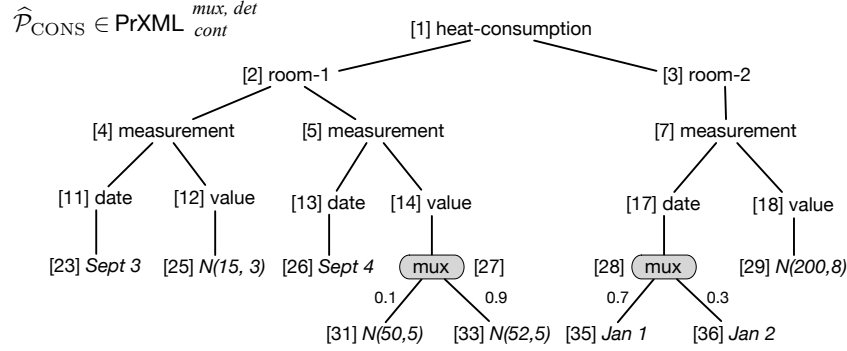 P̂CONS ∈ PrXML mux, det cont
[1] heat-consumption
[2] room-1 [3] room-2
[4] measurement [5] measurement [7] measurement
[11] date [12] value [13] date [14] value [17] date [18] value
[23] Sept 3 [25] N(15, 3) [26] Sept 4 mux [27] [28] mux [29] N(200,8)
0.1 0.9 0.7 0.3
[31] N(50,5) [33] N(52,5) [35] Jan 1 [36] Jan 2